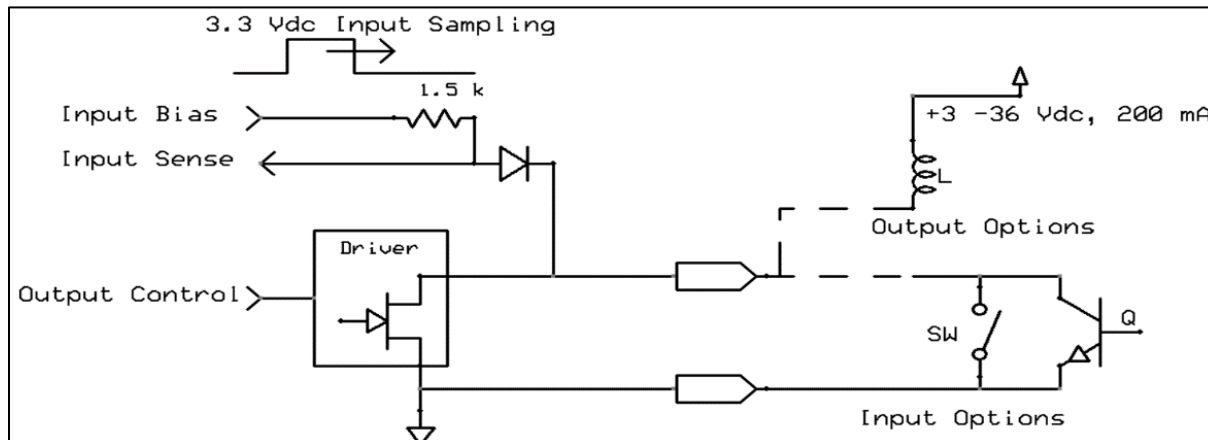 3.3 Vdc Input Sampling
1.5 k
Input Bias
+3 -36 Vdc, 200 mA
Input Sense
L
Output Options
Driver
Output Control
SW
Q
Input Options